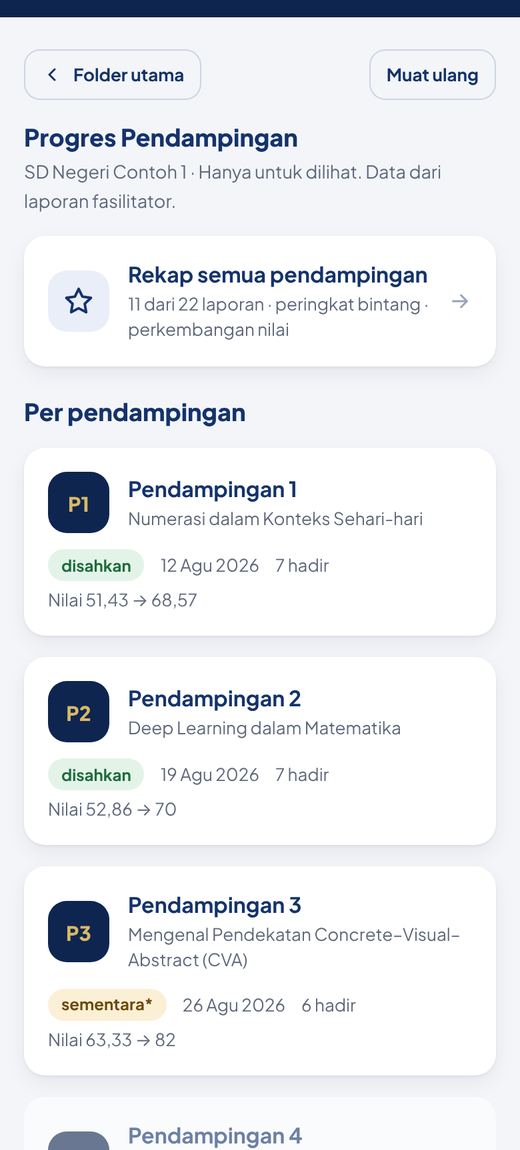 Folder utama
Muat ulang
Progres Pendampingan
SD Negeri Contoh 1 · Hanya untuk dilihat. Data dari
laporan fasilitator.
Rekap semua pendampingan
11 dari 22 laporan · peringkat bintang ·
perkembangan nilai
→
Per pendampingan
P1
Pendampingan 1
Numerasi dalam Konteks Sehari-hari
disahkan 12 Agu 2026 7 hadir
Nilai 51,43 → 68,57
P2
Pendampingan 2
Deep Learning dalam Matematika
disahkan 19 Agu 2026 7 hadir
Nilai 52,86 → 70
P3
Pendampingan 3
Mengenal Pendekatan Concrete–Visual–
Abstract (CVA)
sementara* 26 Agu 2026 6 hadir
Nilai 63,33 → 82
Pendampingan 4